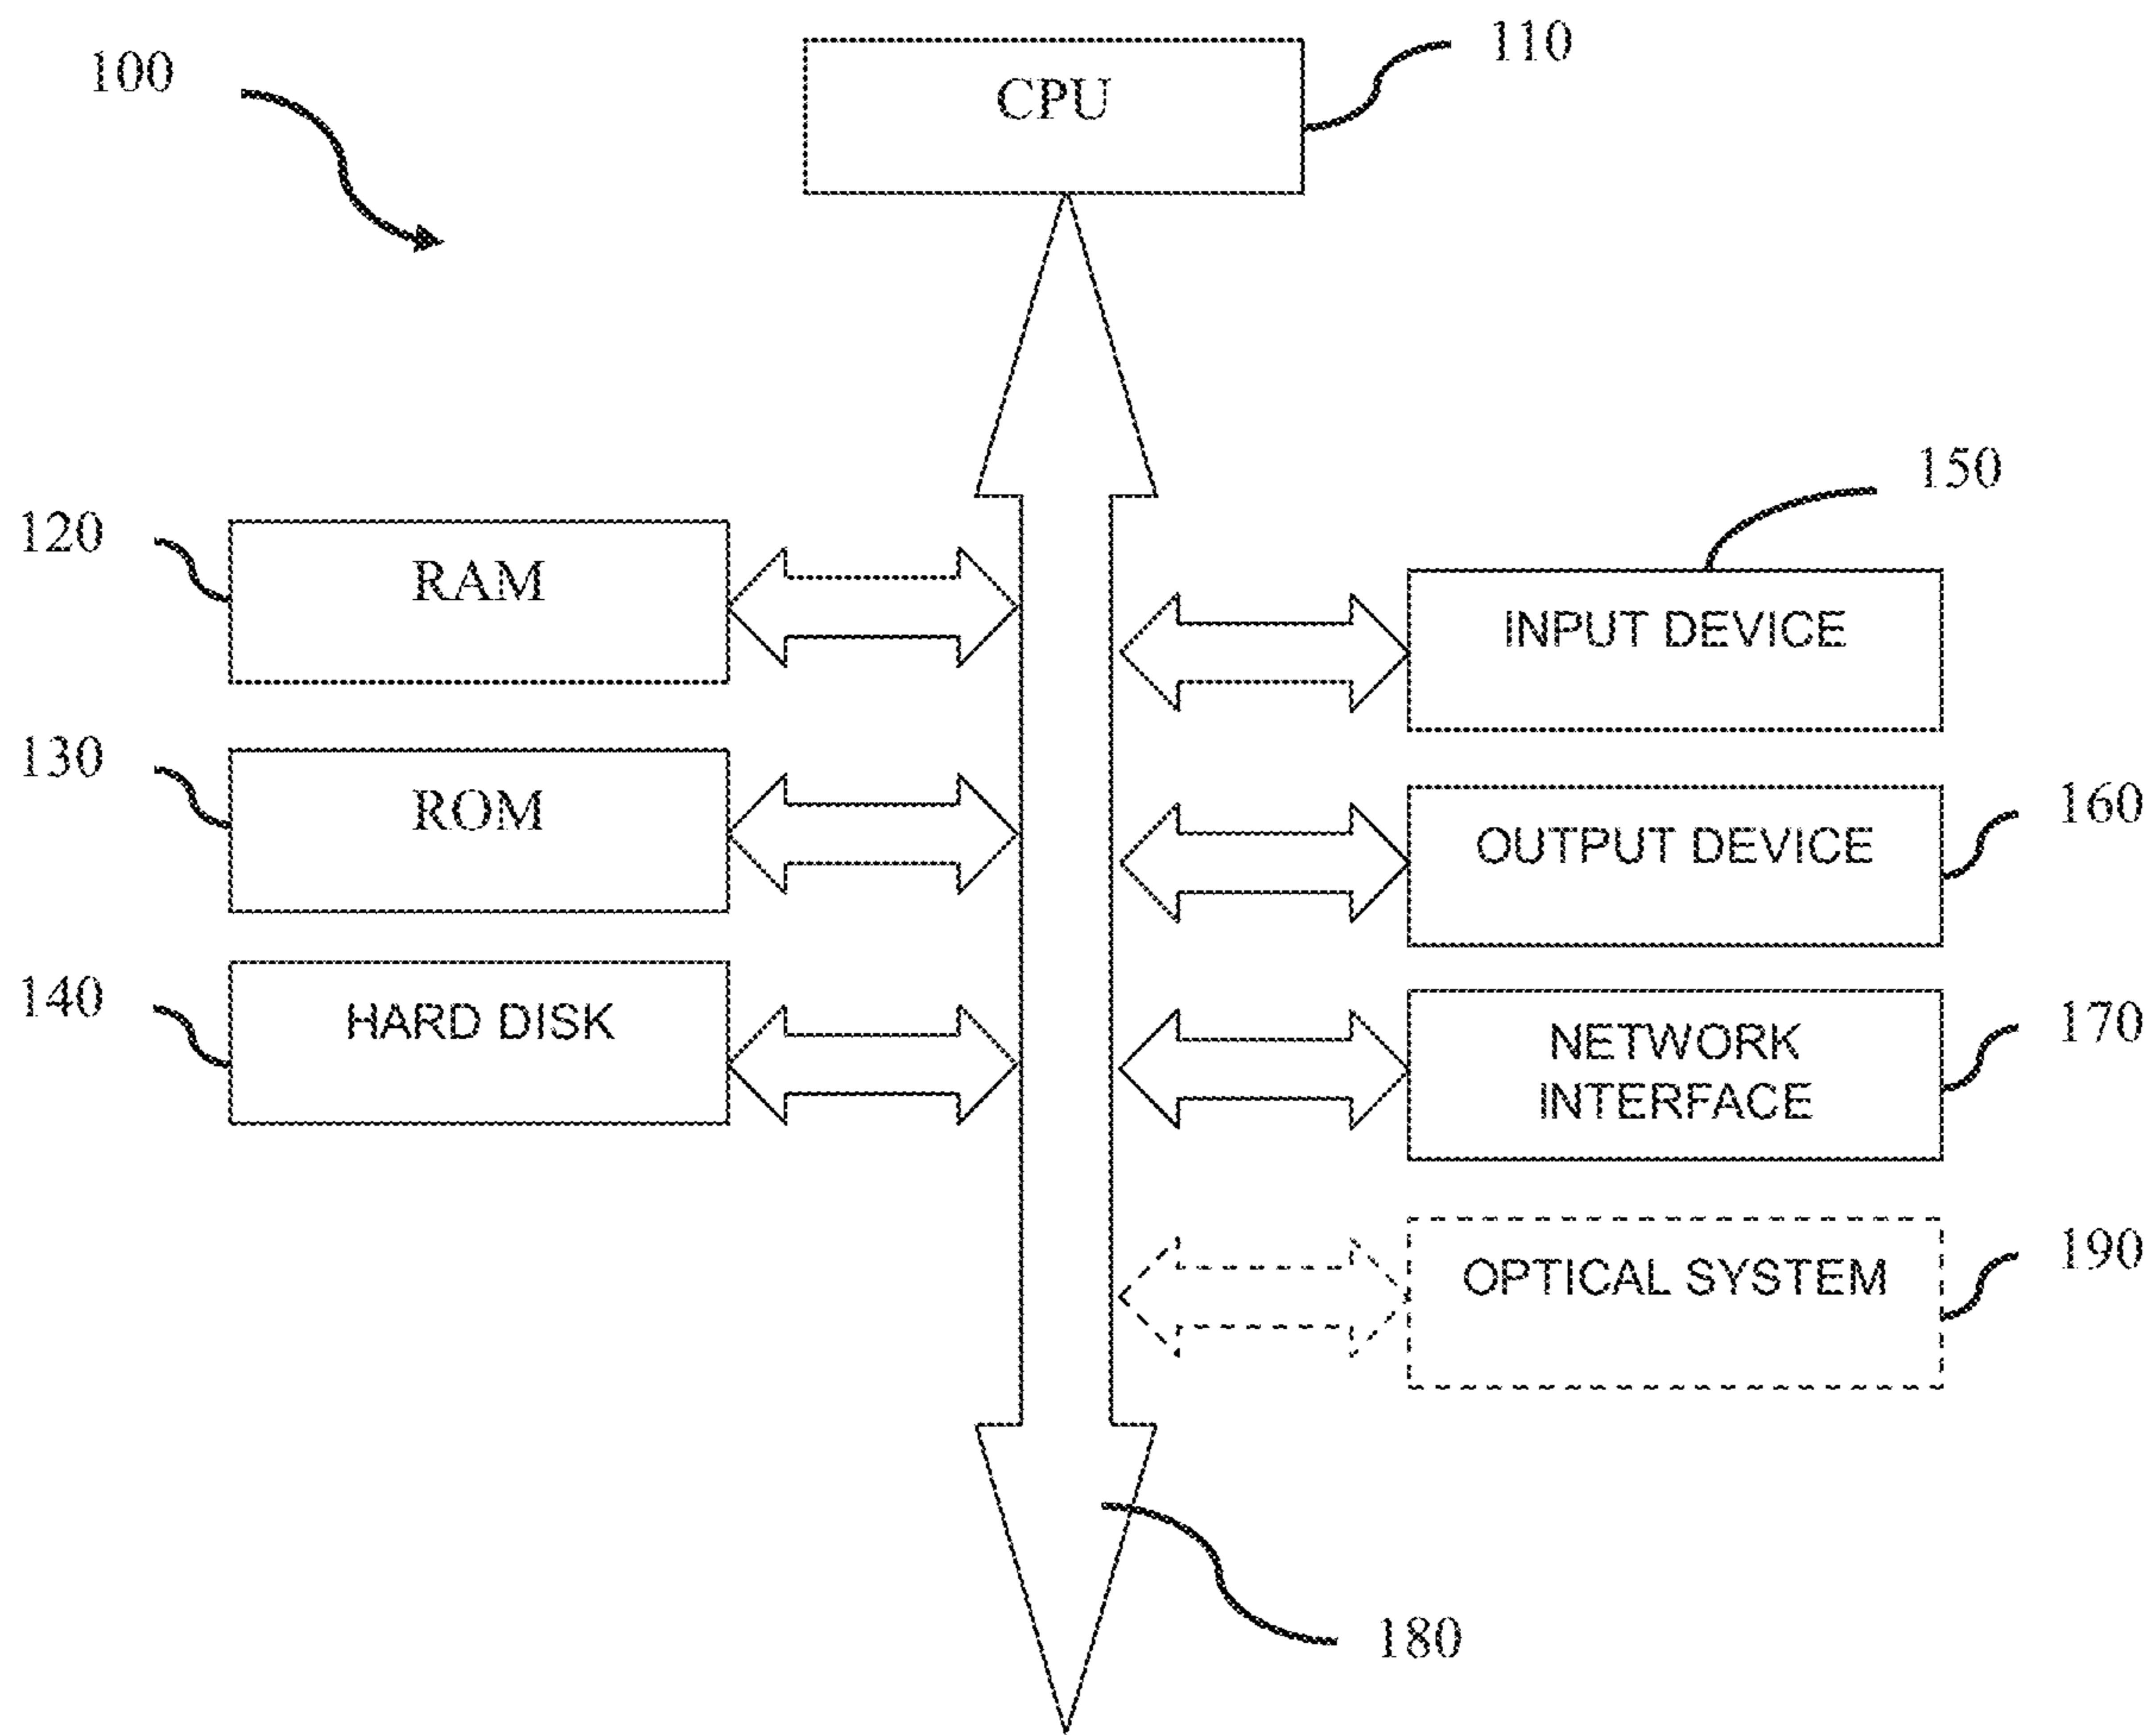 100
CPU
110
120
RAM
150
INPUT DEVICE
130
ROM
160
OUTPUT DEVICE
140
HARD DISK
170
NETWORK
INTERFACE
190
OPTICAL SYSTEM
180